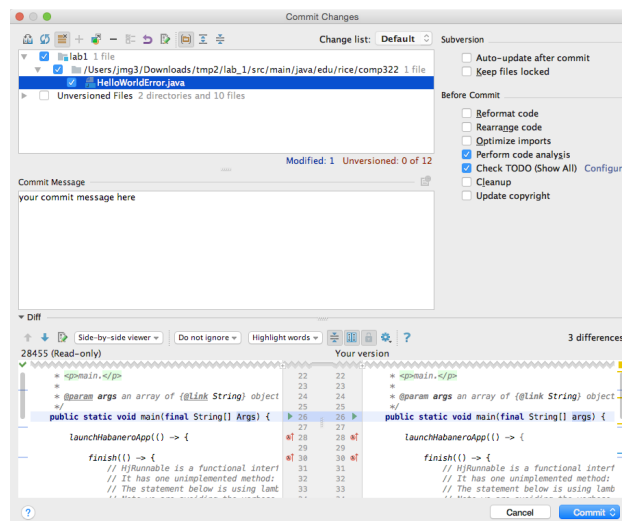 Commit Changes
Change list: Default
Subversion
lab1 1 file
Auto-update after commit
/Users/jmg3/Downloads/tmp2/lab_1/src/main/java/edu/rice/comp322 1 file
Keep files locked
HelloWorldError.java
Unversioned Files 2 directories and 10 files
Before Commit
Reformat code
Rearrange code
Optimize imports
Modified: 1 Unversioned: 0 of 12
Perform code analysis
Check TODO (Show All) Configur
Commit Message
Cleanup
your commit message here
Update copyright
Diff
Side-by-side viewer Do not ignore Highlight words ? 3 differences
28455 (Read-only) Your version
* <p>main.</p> 22 22 * <p>main.</p>
* 23 23 *
* @param args an array of {@link String} object 24 24 * @param args an array of {@link String} object
*/ 25 25 */
public static void main(final String[] Args) { 26 26 public static void main(final String[] args) {
27 27
launchHabaneroApp(() -> { 28 28 launchHabaneroApp(() -> {
29 29
finish(() -> { 30 30 finish(() -> {
// HjRunnable is a functional interf 31 31 // HjRunnable is a functional interf
// It has one unimplemented method: 32 32 // It has one unimplemented method:
// The statement below is using lamb 33 33 // The statement below is using lamb
? Cancel Commit